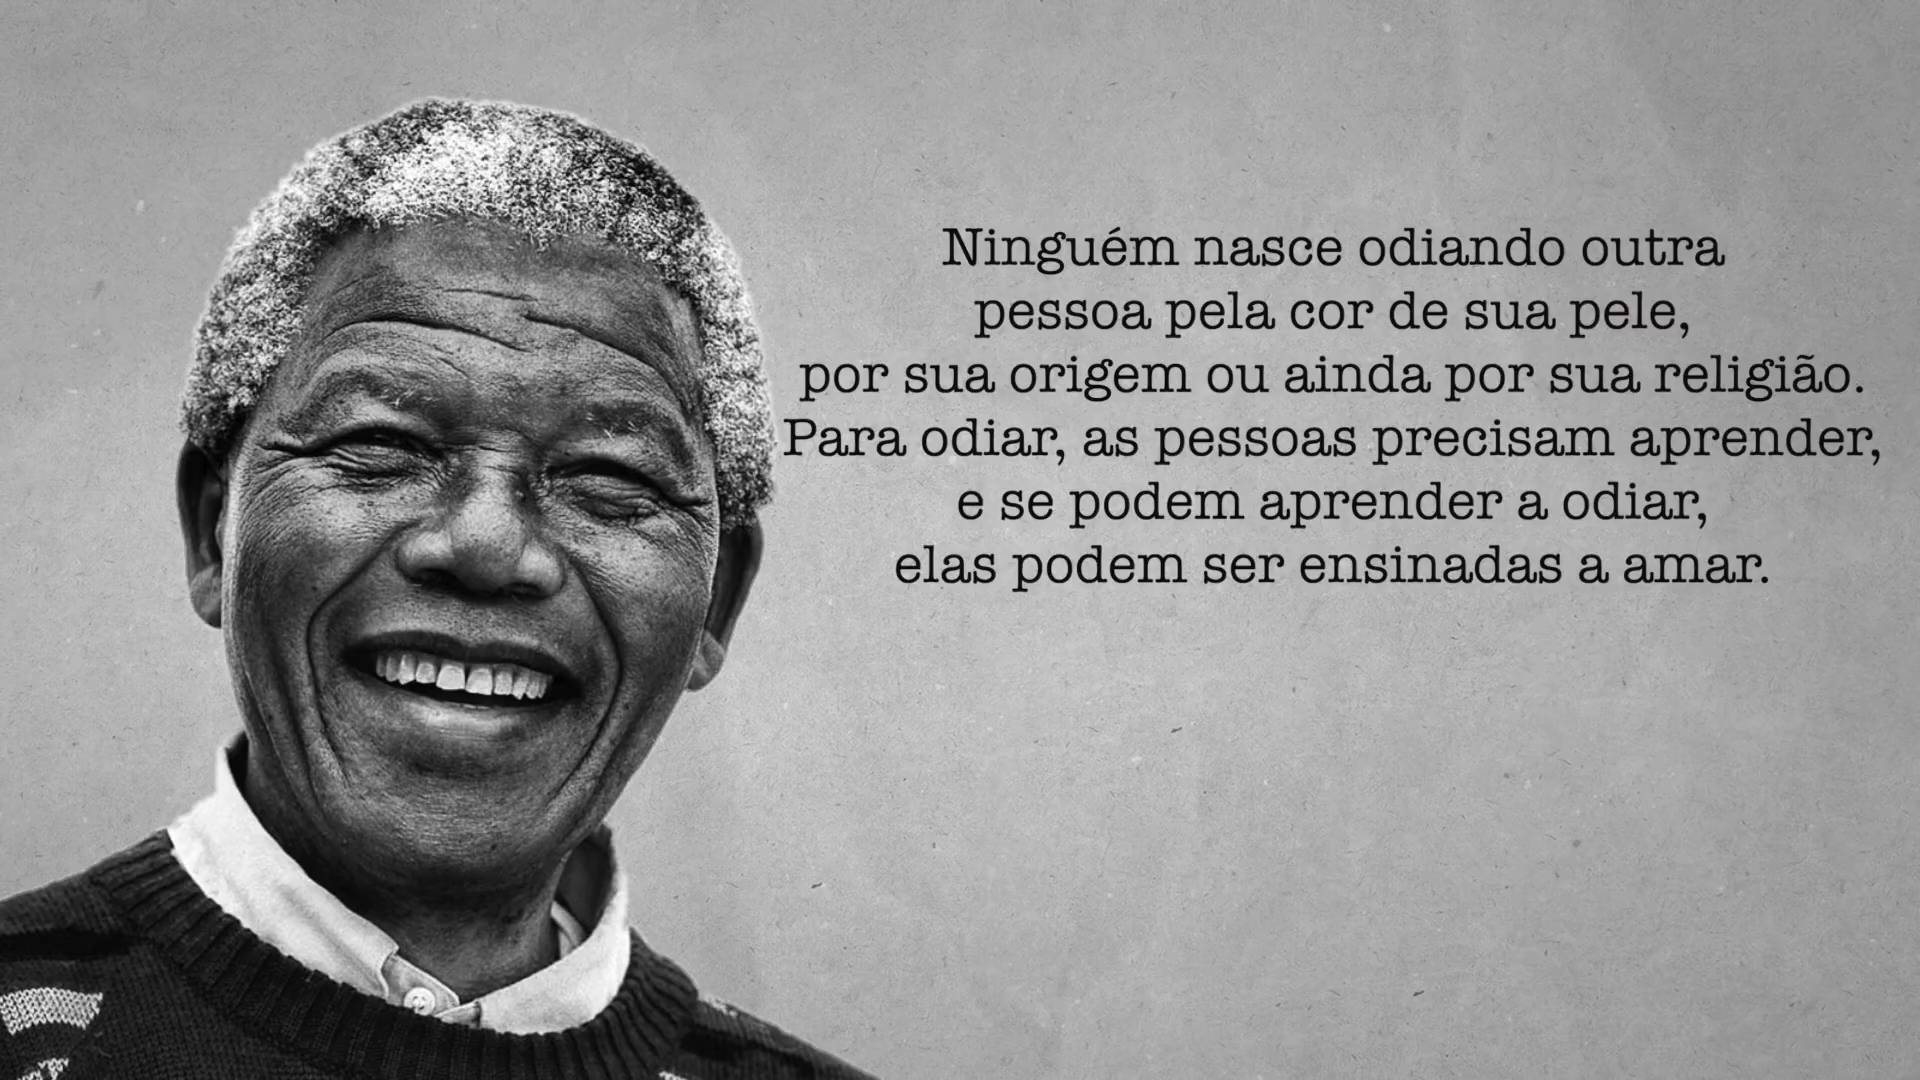 Ninguém nasce odiando outra
pessoa pela cor de sua pele,
por sua origem ou ainda por sua religião.
Para odiar, as pessoas precisam aprender,
e se podem aprender a odiar,
elas podem ser ensinadas a amar.